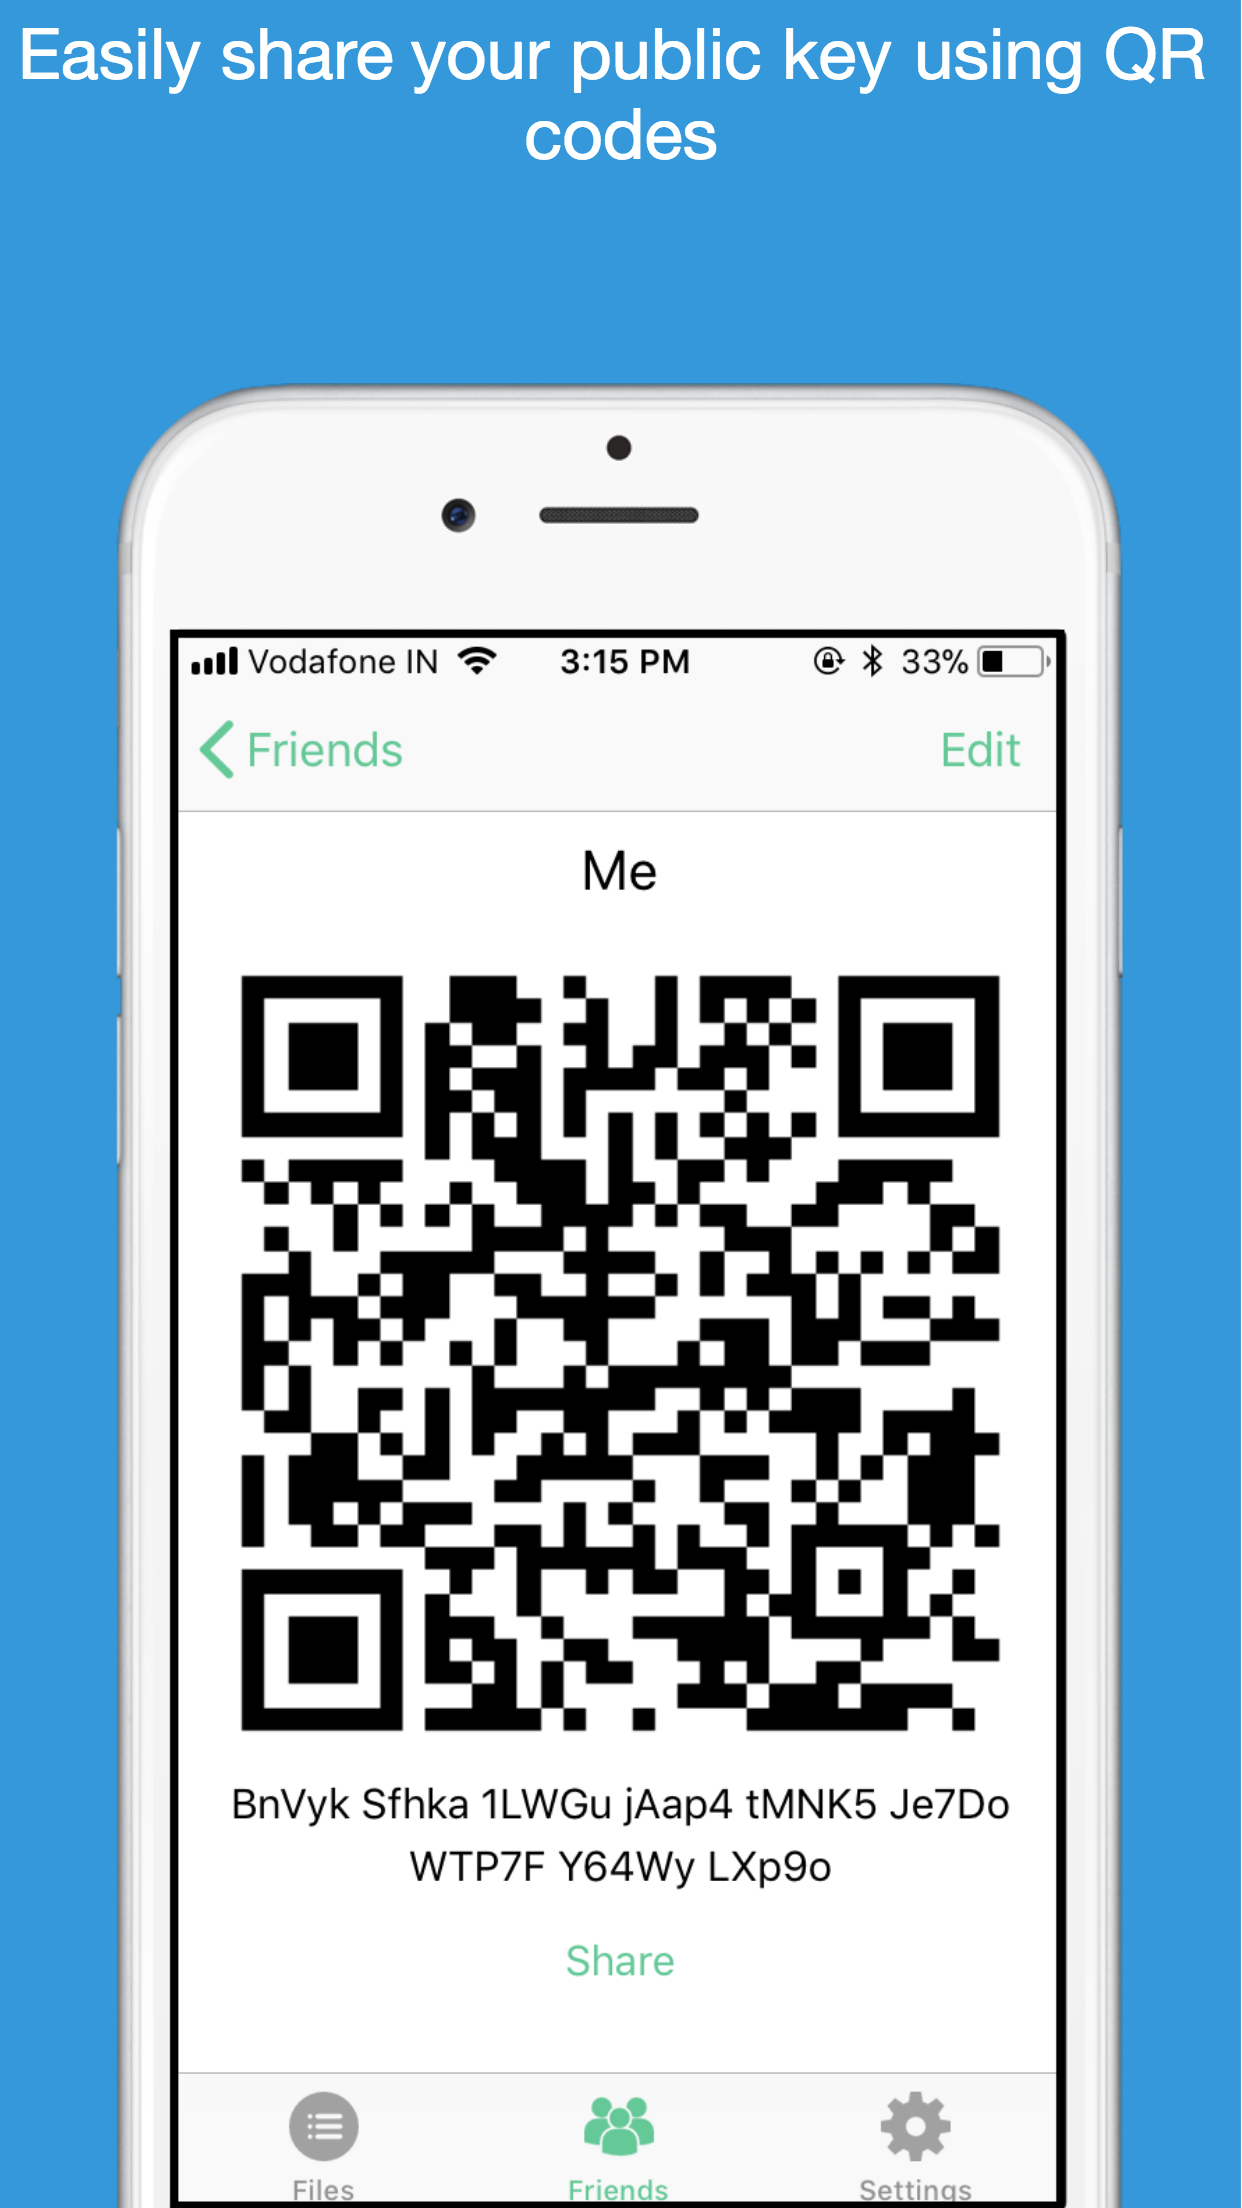 Easily share your public key using QR
codes
Vodafone IN 3:15 PM 33%
Friends Edit
Me
BnVyk Sfhka 1LWGu jAap4 tMNK5 Je7Do
WTP7F Y64Wy LXp9o
Share
Files Friends Settings